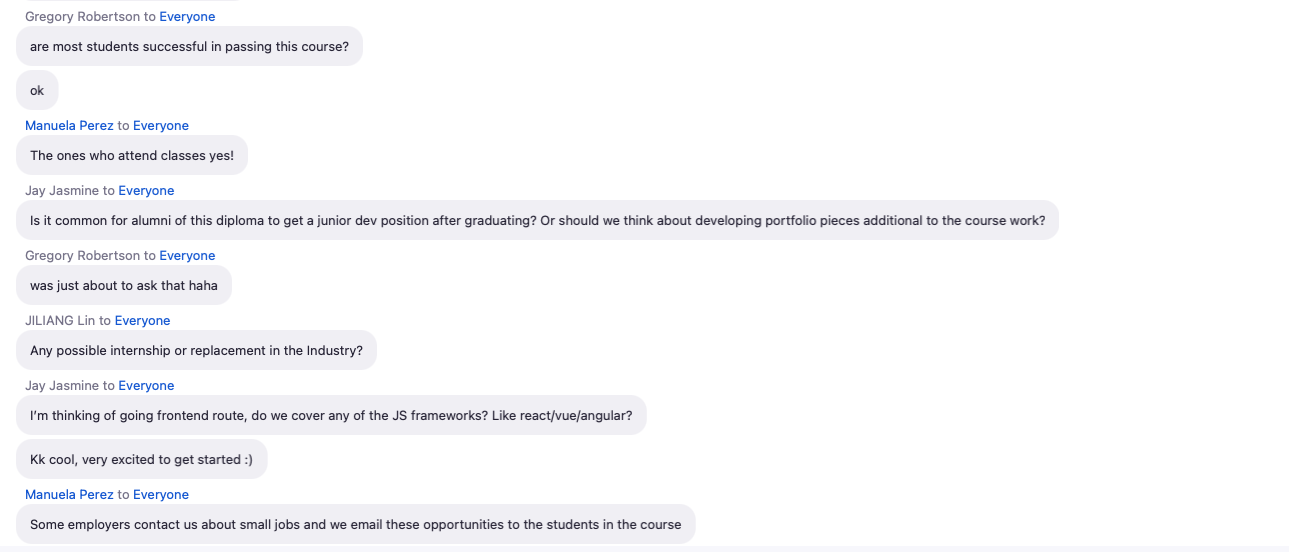 Gregory Robertson to Everyone
are most students successful in passing this course?
ok
Manuela Perez to Everyone
The ones who attend classes yes!
Jay Jasmine to Everyone
Is it common for alumni of this diploma to get a junior dev position after graduating? Or should we think about developing portfolio pieces additional to the course work?
Gregory Robertson to Everyone
was just about to ask that haha
JILIANG Lin to Everyone
Any possible internship or replacement in the Industry?
Jay Jasmine to Everyone
I’m thinking of going frontend route, do we cover any of the JS frameworks? Like react/vue/angular?
Kk cool, very excited to get started :)
Manuela Perez to Everyone
Some employers contact us about small jobs and we email these opportunities to the students in the course